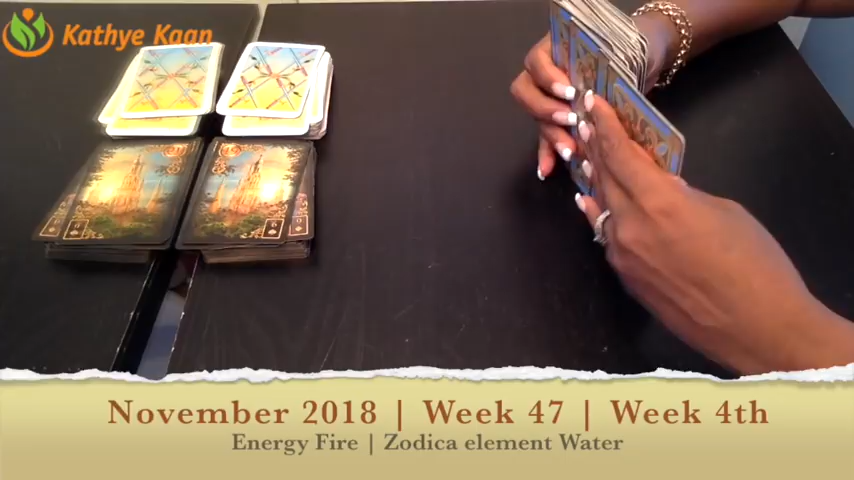 Kathye Kaan
November 2018 | Week 47 | Week 4th
Energy Fire | Zodica element Water